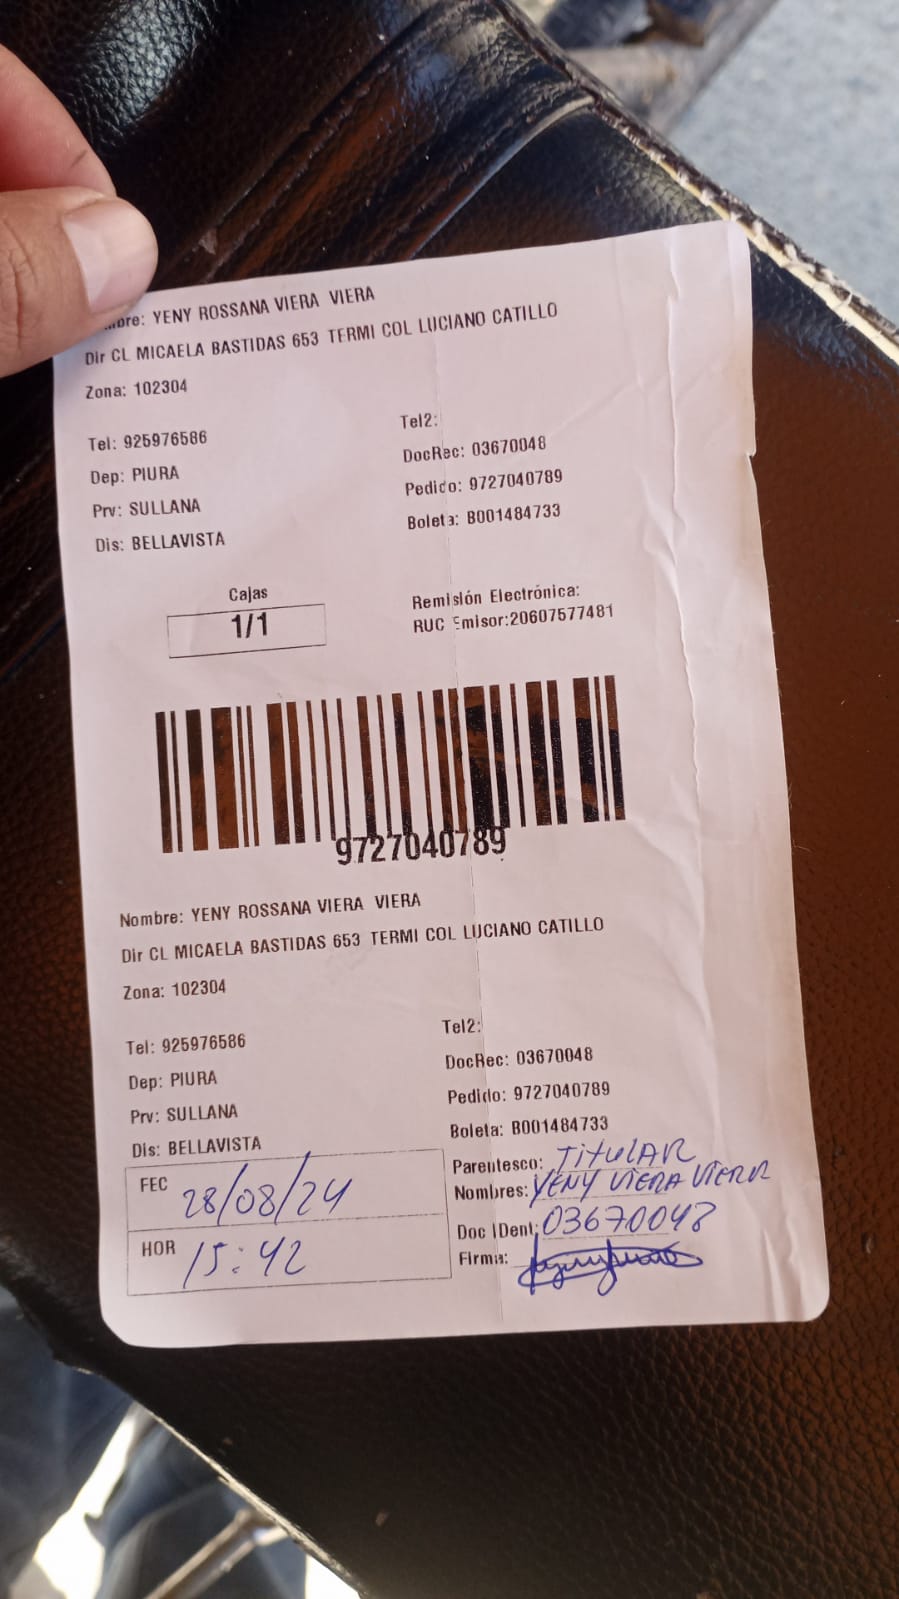 mbre: YENY ROSSANA VIERA VIERA
Dir CL MICAELA BASTIDAS 653 TERMI COL LUCIANO CATILLO
Zona: 102304
Tel: 925976586
Dep: PIURA
Prv: SULLANA
Dis: BELLAVISTA
Tel2:
DocRec: 03670048
Pedido: 9727040789
Boleta: B001484733
Cajas
1/1
Remisión Electrónica:
RUC Emisor:20607577481
9727040789
Nombre: YENY ROSSANA VIERA VIERA
Dir CL MICAELA BASTIDAS 653 TERMI COL LUCIANO CATILLO
Zona: 102304
Tel: 925976586
Dep: PIURA
Prv: SULLANA
Dis: BELLAVISTA
Tel2:
DocRec: 03670048
Pedido: 9727040789
Boleta: B001484733
FEC 28/08/24
HOR 15:42
Parentesco: TITULAR
Nombres: YENY VIERA VIERA
Doc IDent: 03670048
Firma: